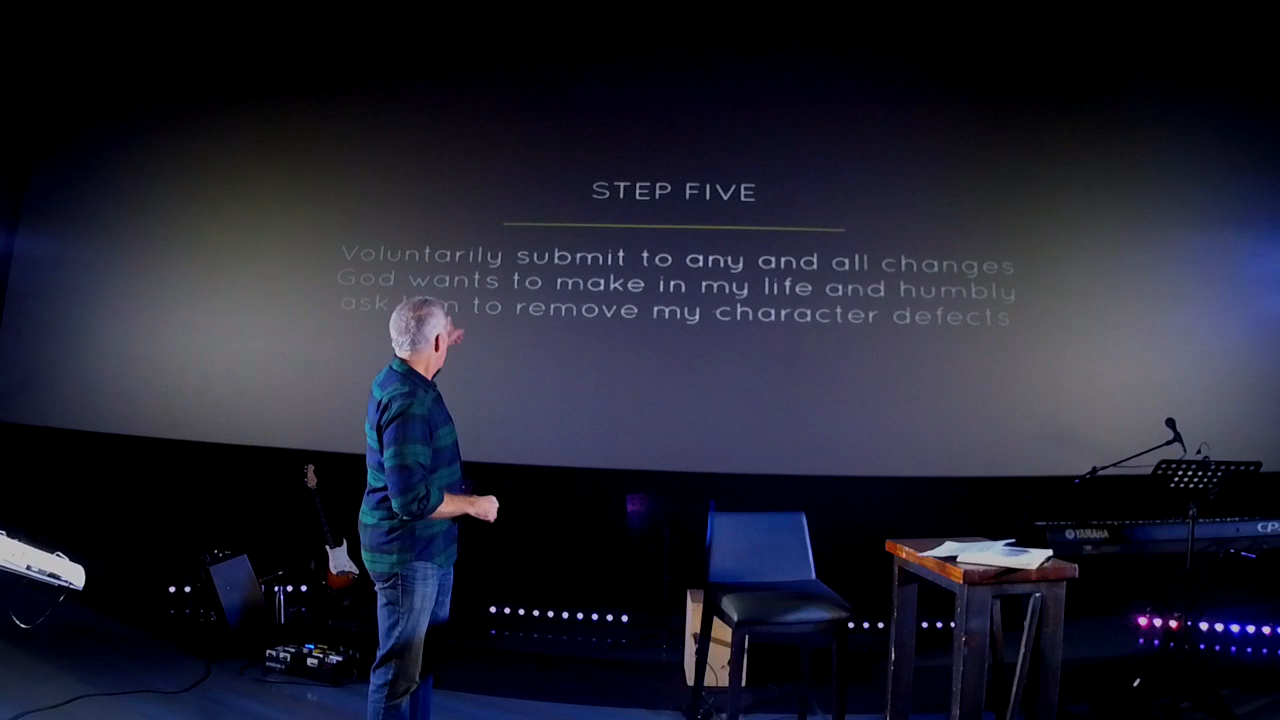 STEP FIVE
Voluntarily submit to any and all changes
God wants to make in my life and humbly
ask to remove my character defects
YAMAHA
CP